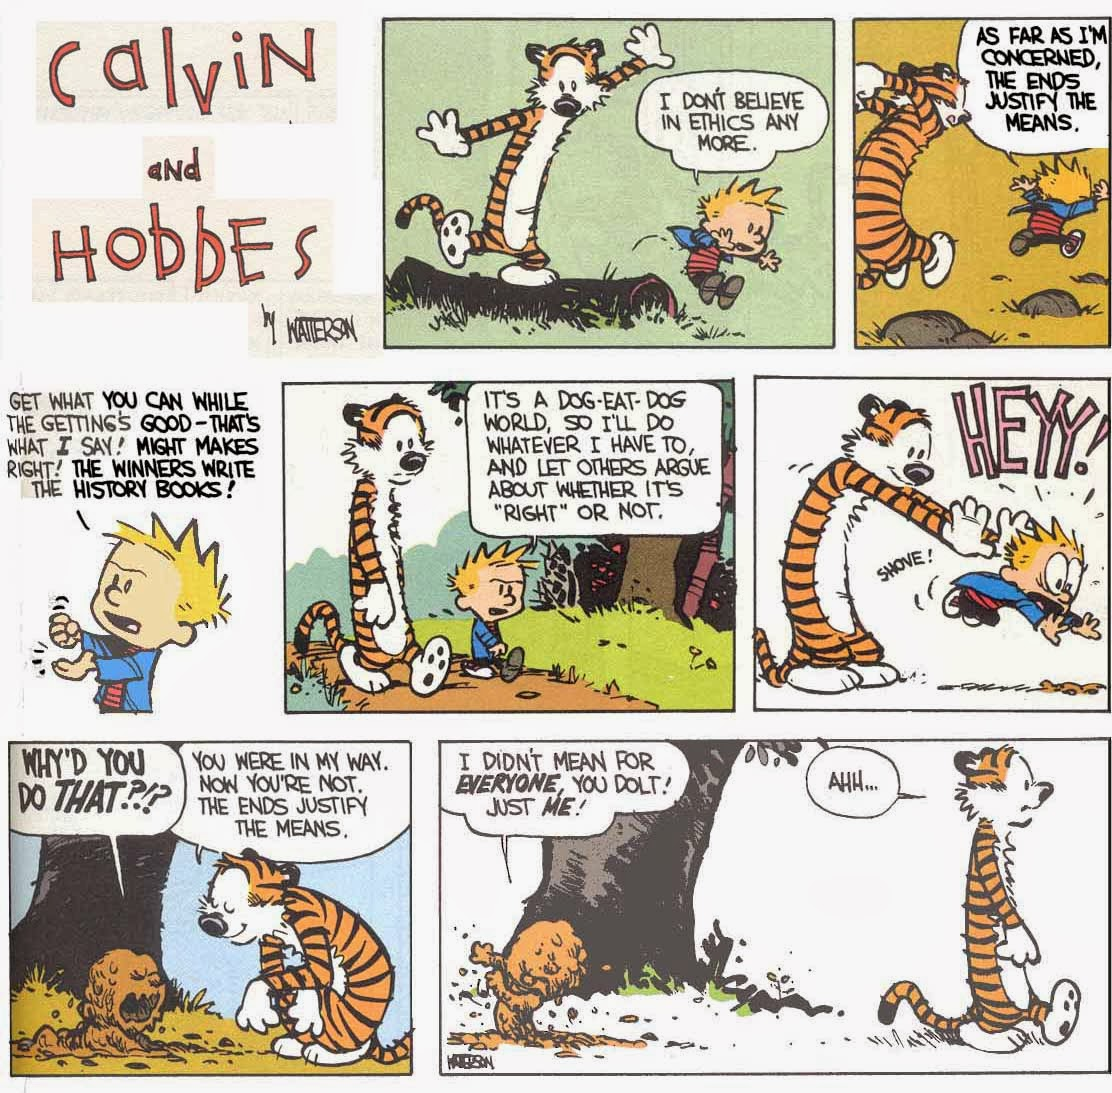 Calvin
and
HObbES
by WATTERSON
I DON'T BELIEVE
IN ETHICS ANY
MORE.
AS FAR AS I'M
CONCERNED,
THE ENDS
JUSTIFY THE
MEANS.
GET WHAT YOU CAN WHILE
THE GETTING'S GOOD-THAT'S
WHAT I SAY! MIGHT MAKES
RIGHT! THE WINNERS WRITE
THE HISTORY BOOKS!
IT'S A DOG-EAT-DOG
WORLD, SO I'LL DO
WHATEVER I HAVE TO,
AND LET OTHERS ARGUE
ABOUT WHETHER IT'S
"RIGHT" OR NOT.
HEYY!
SHOVE!
WHY'D YOU
DO THAT?!?
YOU WERE IN MY WAY.
NOW YOU'RE NOT.
THE ENDS JUSTIFY
THE MEANS.
I DIDN'T MEAN FOR
EVERYONE, YOU DOLT!
JUST ME!
AHH...
WATTERSON